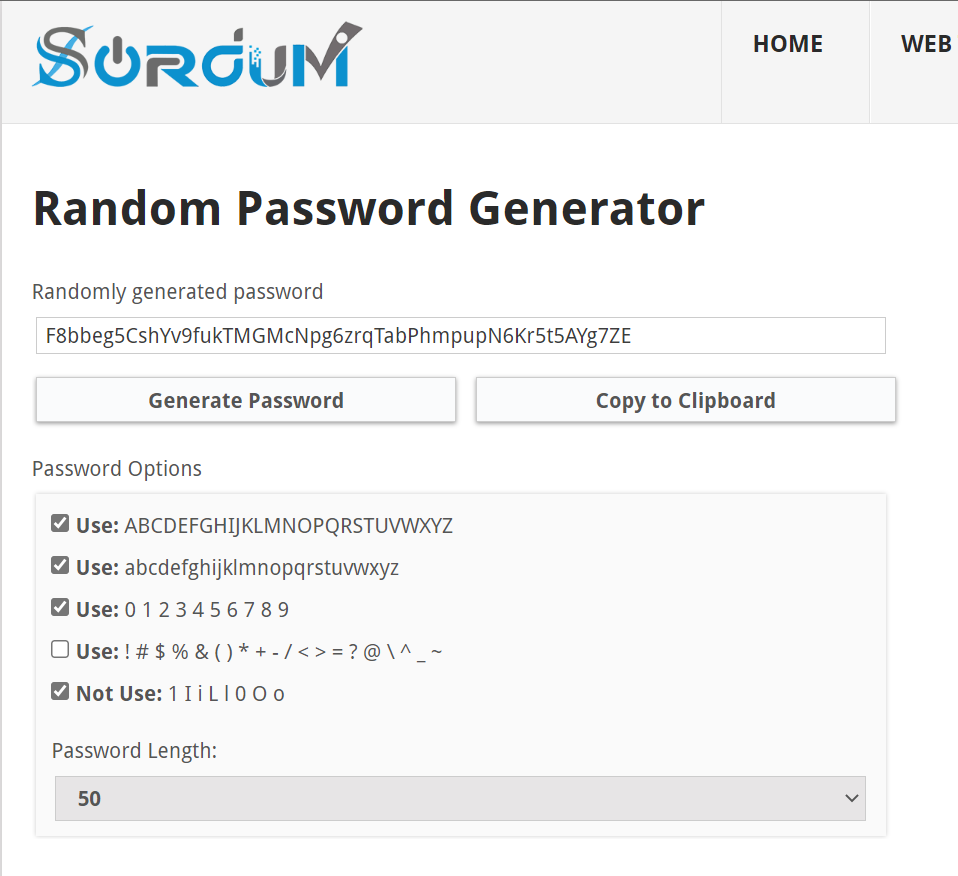 SORDUM
HOME
WEB
Random Password Generator
Randomly generated password
F8bbeg5CshYv9fukTMGMcNpg6zrqTabPhmpupN6Kr5t5AYg7ZE
Generate Password
Copy to Clipboard
Password Options
Use: ABCDEFGHIJKLMNOPQRSTUVWXYZ
Use: abcdefghijklmnopqrstuvwxyz
Use: 0 1 2 3 4 5 6 7 8 9
Use: ! # $ % & ( ) * + - / < > = ? @ \ ^ _ ~
Not Use: 1 I i L l 0 O o
Password Length:
50